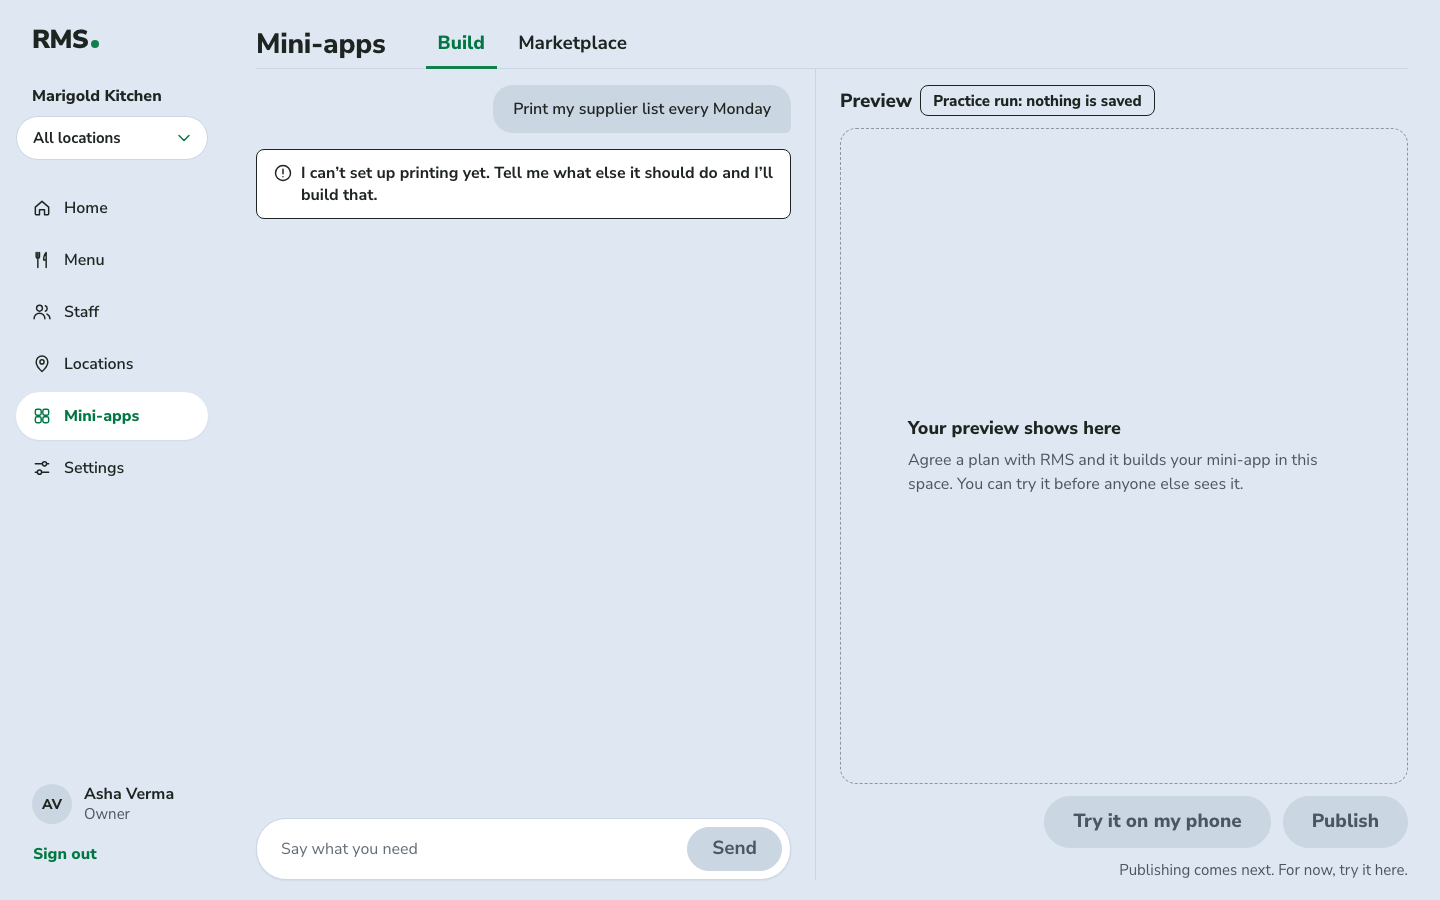 RMS.
Marigold Kitchen
All locations
Home
Menu
Staff
Locations
Mini-apps
Settings
AV
Asha Verma
Owner
Sign out
Mini-apps
Build
Marketplace
Print my supplier list every Monday
I can’t set up printing yet. Tell me what else it should do and I’ll
build that.
Say what you need
Send
Preview
Practice run: nothing is saved
Your preview shows here
Agree a plan with RMS and it builds your mini-app in this
space. You can try it before anyone else sees it.
Try it on my phone
Publish
Publishing comes next. For now, try it here.